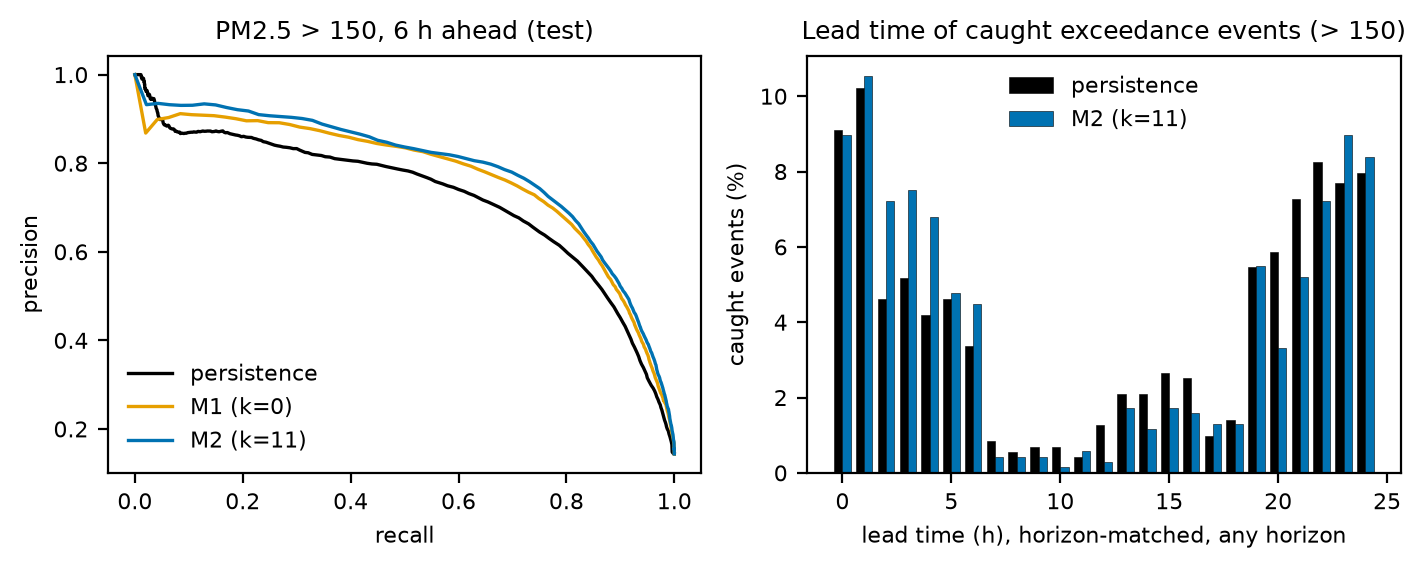 PM2.5 > 150, 6 h ahead (test)
precision
1.0
0.8
0.6
0.4
0.2
persistence
M1 (k=0)
M2 (k=11)
0.0 0.2 0.4 0.6 0.8 1.0
recall
Lead time of caught exceedance events (> 150)
caught events (%)
10
8
6
4
2
0
persistence
M2 (k=11)
0 5 10 15 20 25
lead time (h), horizon-matched, any horizon